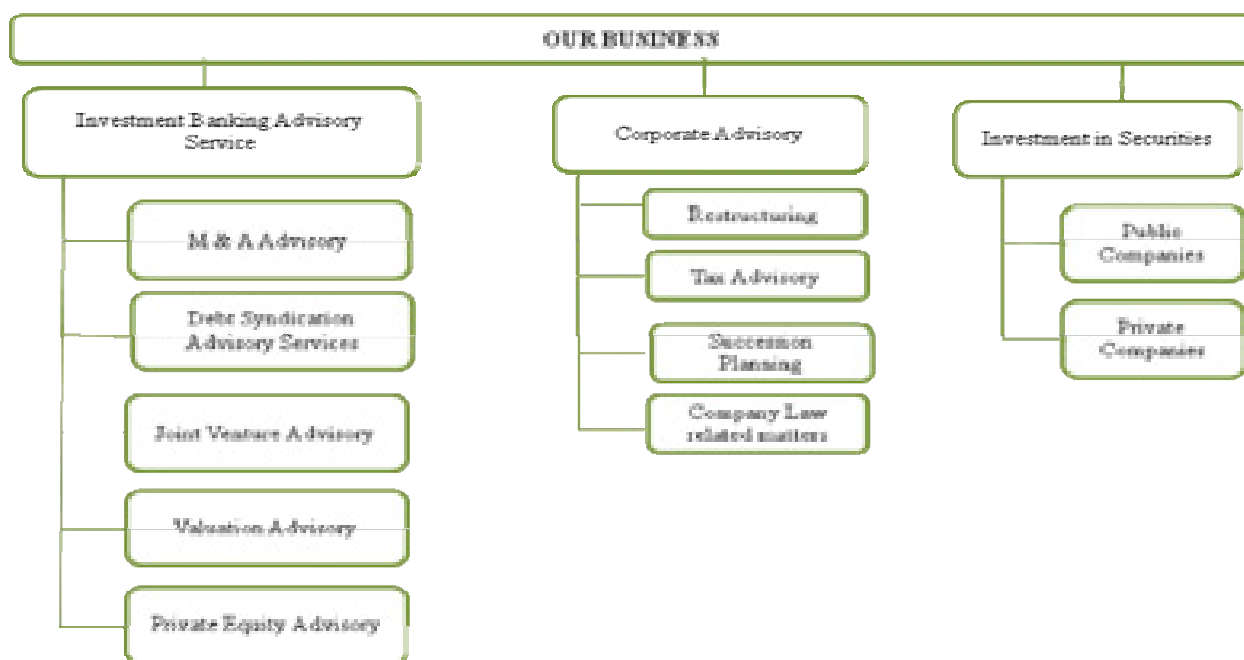 OUR BUSINESS
Investment Banking Advisory
Service
M & A Advisory
Debt Syndication
Advisory Services
Joint Venture Advisory
Valuation Advisory
Private Equity Advisory
Corporate Advisory
Restructuring
Tax Advisory
Succession
Planning
Company Law
related matters
Investment in Securities
Public
Companies
Private
Companies